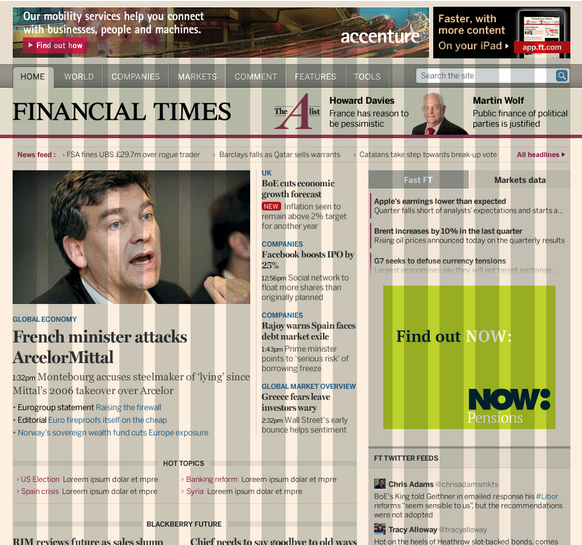 Our mobility services help you connect
with businesses, people and machines.
Find out how
accenture
Faster, with
more content
On your iPad
app.ft.com
HOME WORLD COMPANIES MARKETS COMMENT FEATURES TOOLS
Search the site
FINANCIAL TIMES
The A list
Howard Davies
France has reason to
be pessimistic
Martin Wolf
Public finance of political
parties is justified
News feed : › FSA fines UBS £29.7m over rogue trader › Barclays falls as Qatar sells warrants › Catalans take step towards break-up vote All headlines
UK
BoE cuts economic
growth forecast
NEW Inflation seen to
remain above 2% target
for another year
COMPANIES
Facebook boosts IPO by
25%
12:56pm Social network to
float more shares than
originally planned
COMPANIES
Rajoy warns Spain faces
debt market exile
1:43pm Prime minister
points to 'serious risk' of
borrowing freeze
GLOBAL MARKET OVERVIEW
Greece fears leave
investors wary
2:32pm Wall Street's early
bounce helps sentiment
GLOBAL ECONOMY
French minister attacks
ArcelorMittal
1:32pm Montebourg accuses steelmaker of 'lying' since
Mittal's 2006 takeover over Arcelor
• Eurogroup statement Raising the firewall
• Editorial Euro fireproofs itself on the cheap
• Norway's sovereign wealth fund cuts Europe exposure
HOT TOPICS
› US Election Lorem ipsum dolar et mpre
› Banking reform Lorem ipsum dolar et mpre
› Spain crisis Lorem ipsum dolar et mpre
› Syria Lorem ipsum dolar et mpre
BLACKBERRY FUTURE
RIM reviews future as sales slump
Chief needs to say goodbye to old ways
Fast FT
Markets data
Apple's earnings lower than expected
Quarter falls short of analysts' expectations and starts a...
Brent increases by 10% in the last quarter
Rising oil prices announced today on the quarterly results
G7 seeks to defuse currency tensions
Largest economies say they will not target exchange...
Find out NOW:
NOW:
Pensions
FT TWITTER FEEDS
Chris Adams @chrisadamsmkts
BoE's King told Geithner in emailed response his #Libor
reforms "seem sensible to us", but the recommendations
were not adopted
Tracy Alloway @tracyalloway
Hot on the heels of Heathrow slot-backed bonds, comes